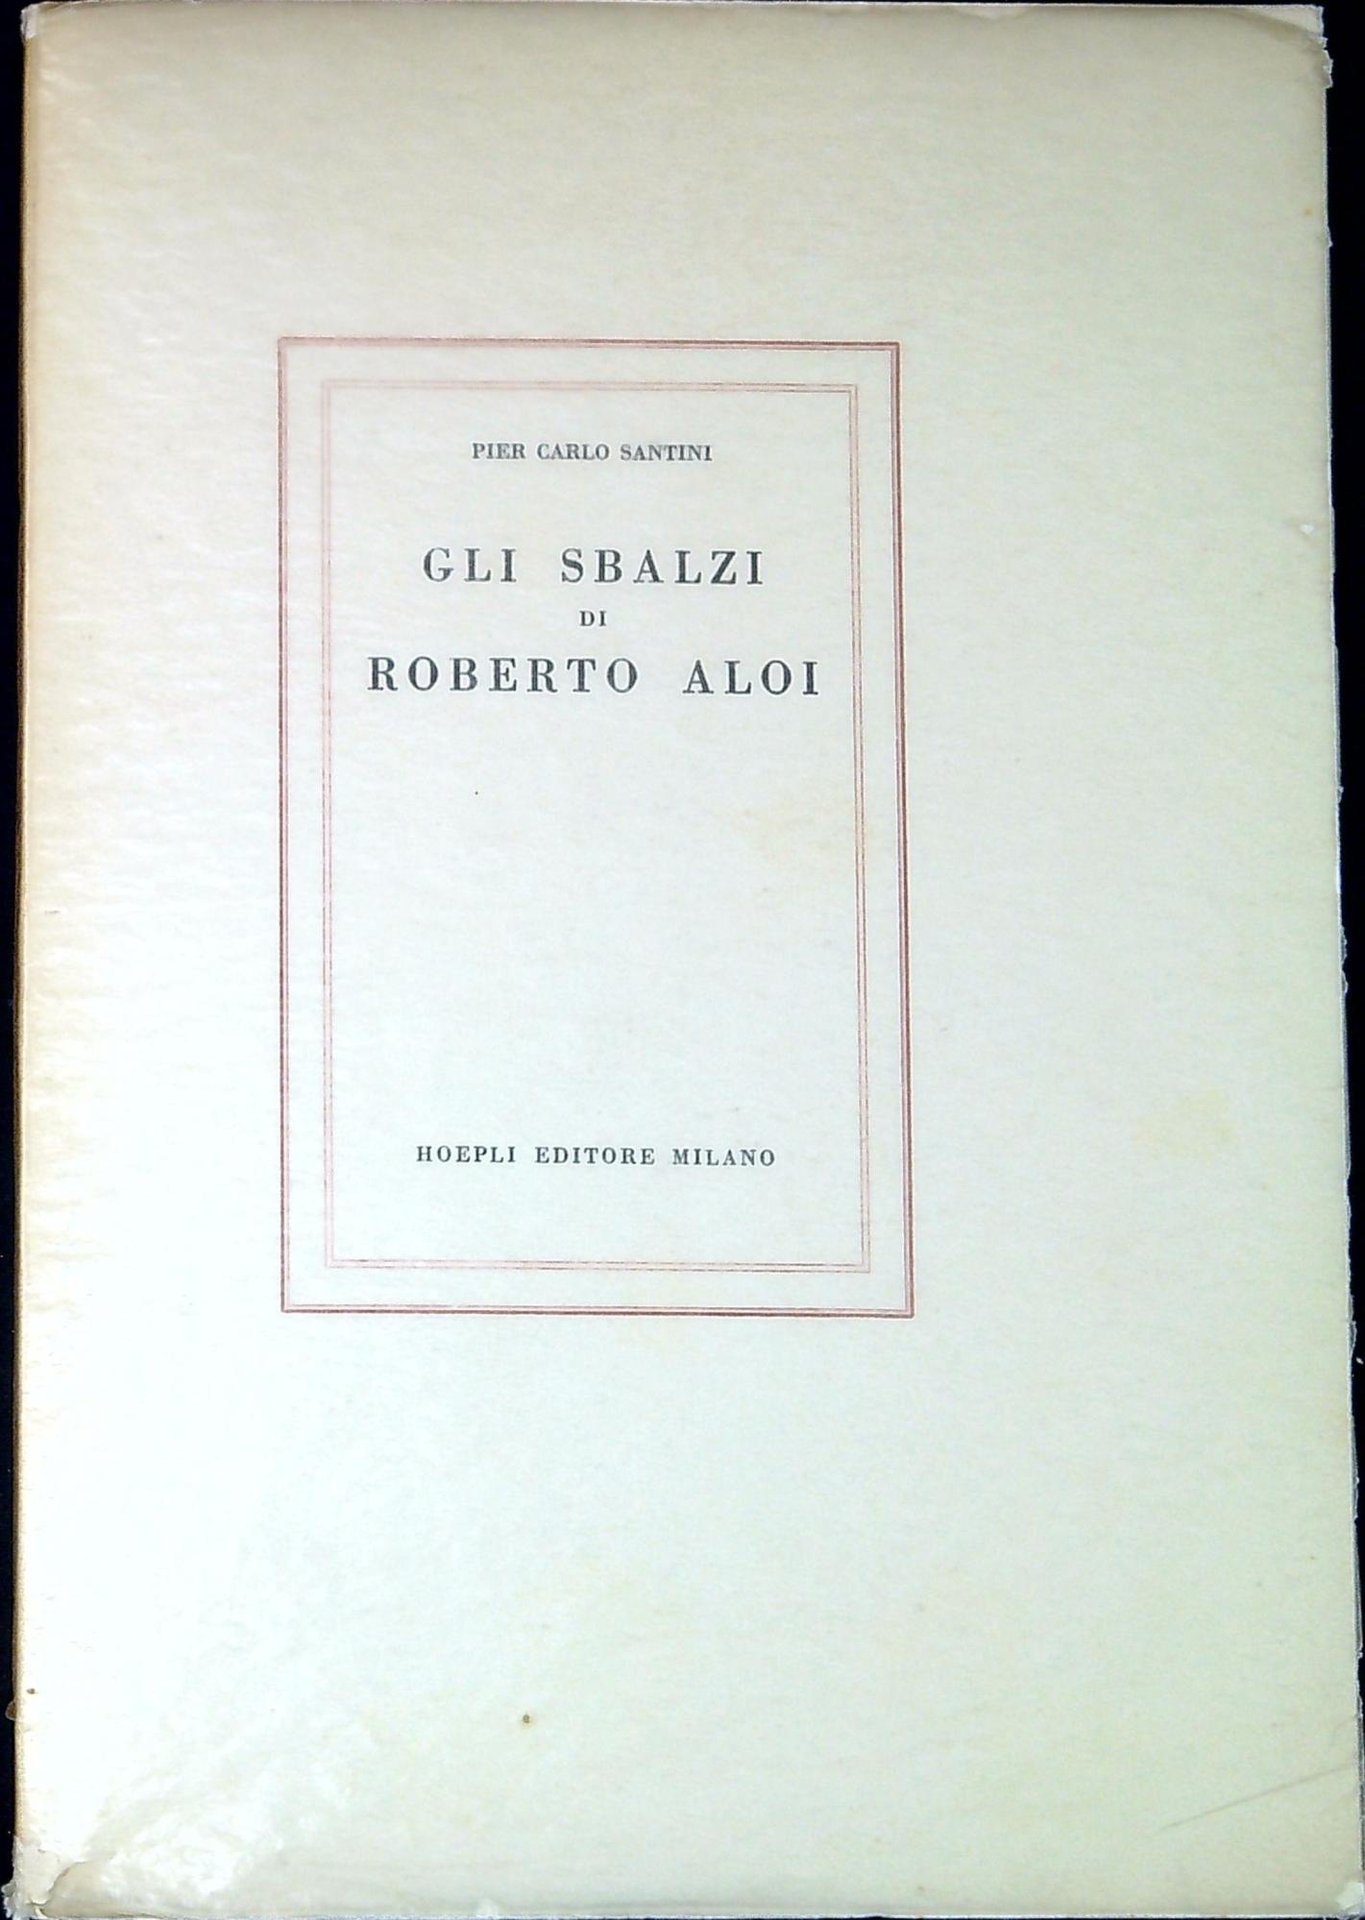 PIER CARLO SANTINI
GLI SBALZI
DI
ROBERTO ALOI
HOEPLI EDITORE MILANO